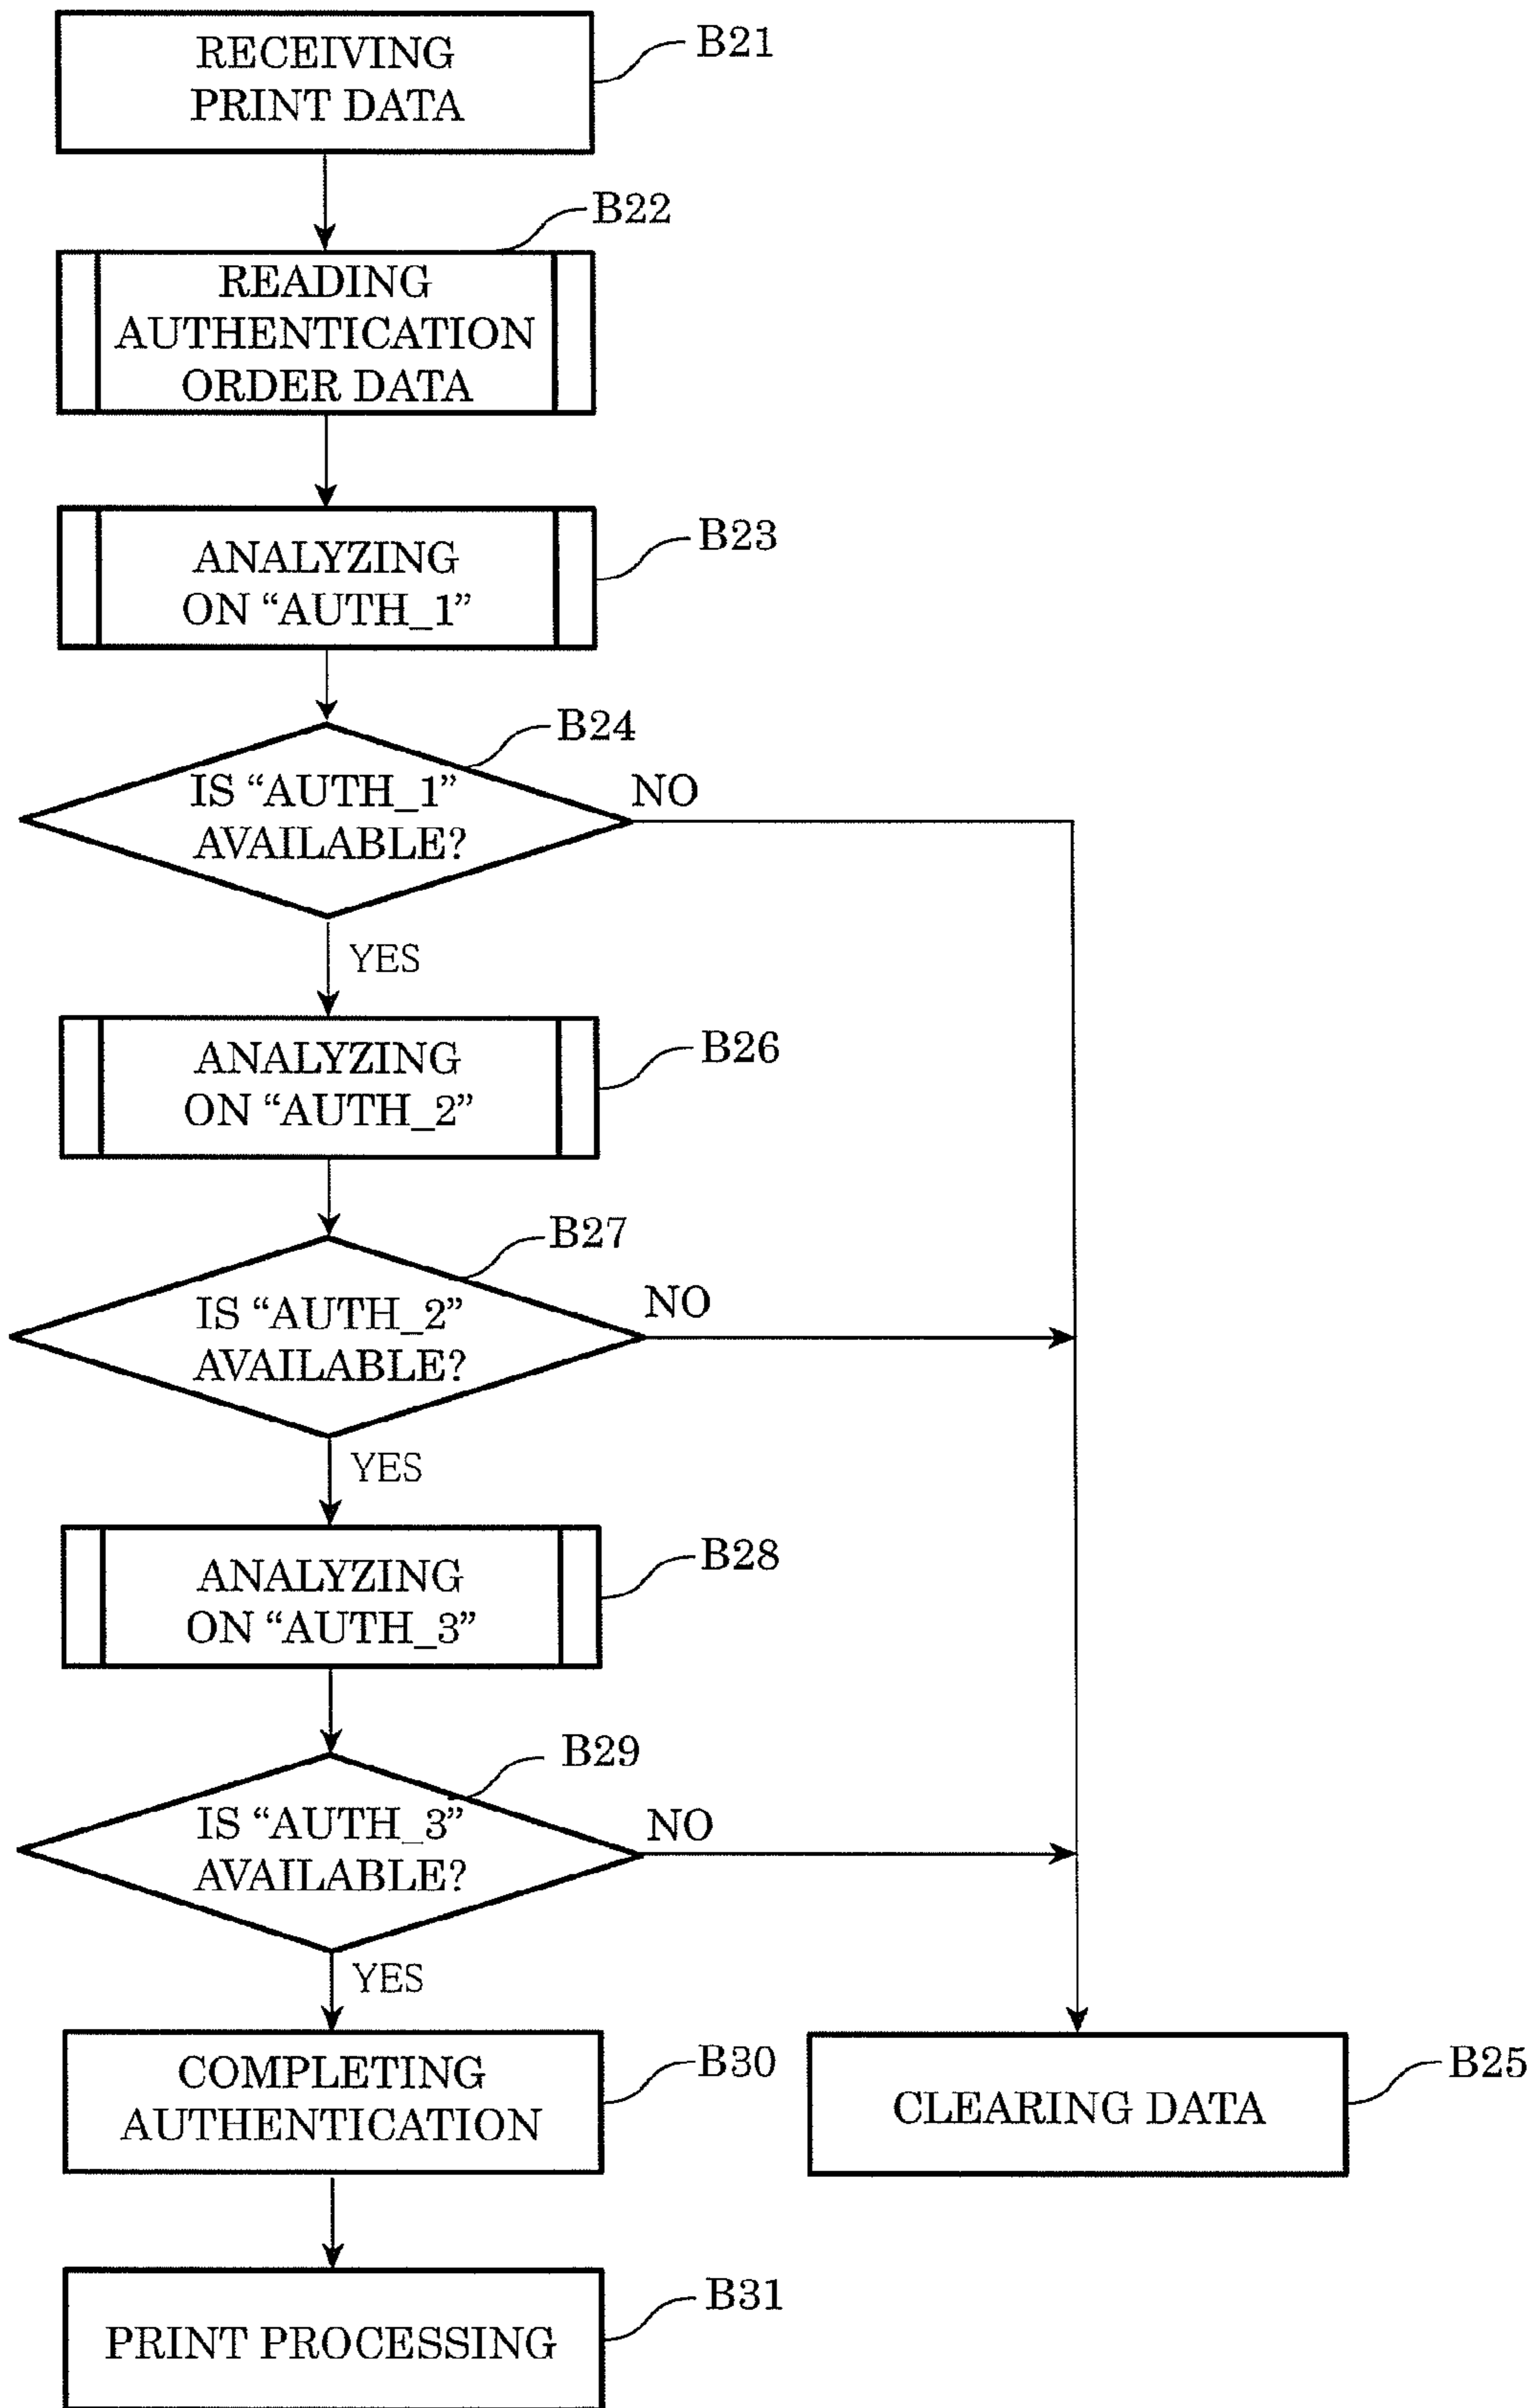 RECEIVING
PRINT DATA
B21
B22
READING
AUTHENTICATION
ORDER DATA
B23
ANALYZING
ON “AUTH_1”
B24
IS “AUTH_1”
AVAILABLE?
NO
YES
B26
ANALYZING
ON “AUTH_2”
B27
IS “AUTH_2”
AVAILABLE?
NO
YES
B28
ANALYZING
ON “AUTH_3”
B29
IS “AUTH_3”
AVAILABLE?
NO
YES
COMPLETING
AUTHENTICATION
B30
CLEARING DATA
B25
B31
PRINT PROCESSING